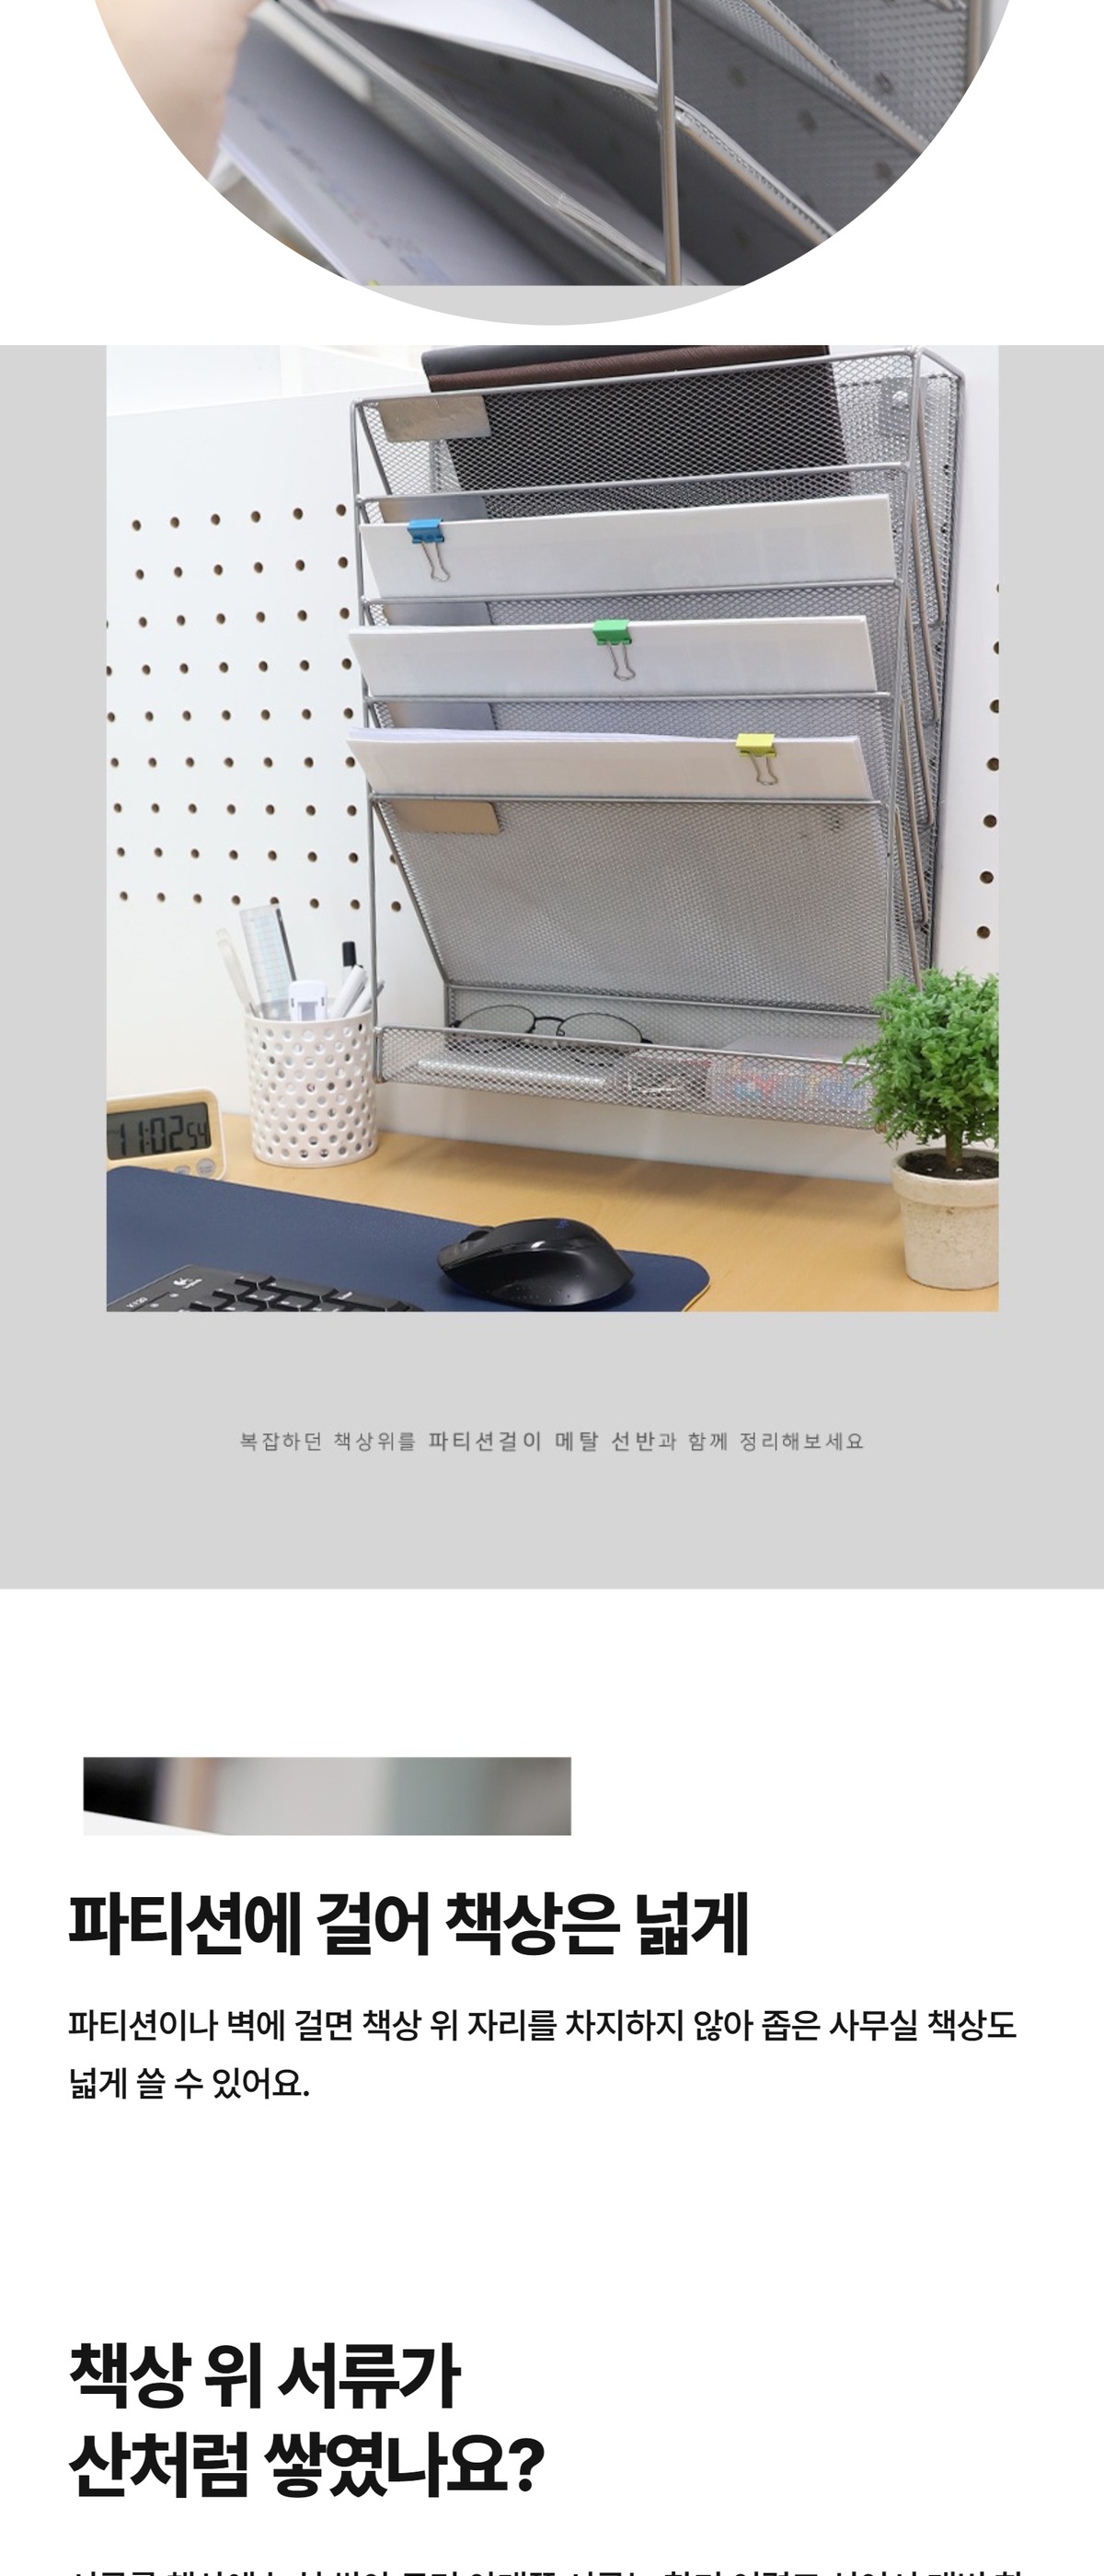 11:02 54
복잡하던 책상위를 파티션걸이 메탈 선반과 함께 정리해보세요
파티션에 걸어 책상은 넓게
파티션이나 벽에 걸면 책상 위 자리를 차지하지 않아 좁은 사무실 책상도
넓게 쓸 수 있어요.
책상 위 서류가
산처럼 쌓였나요?